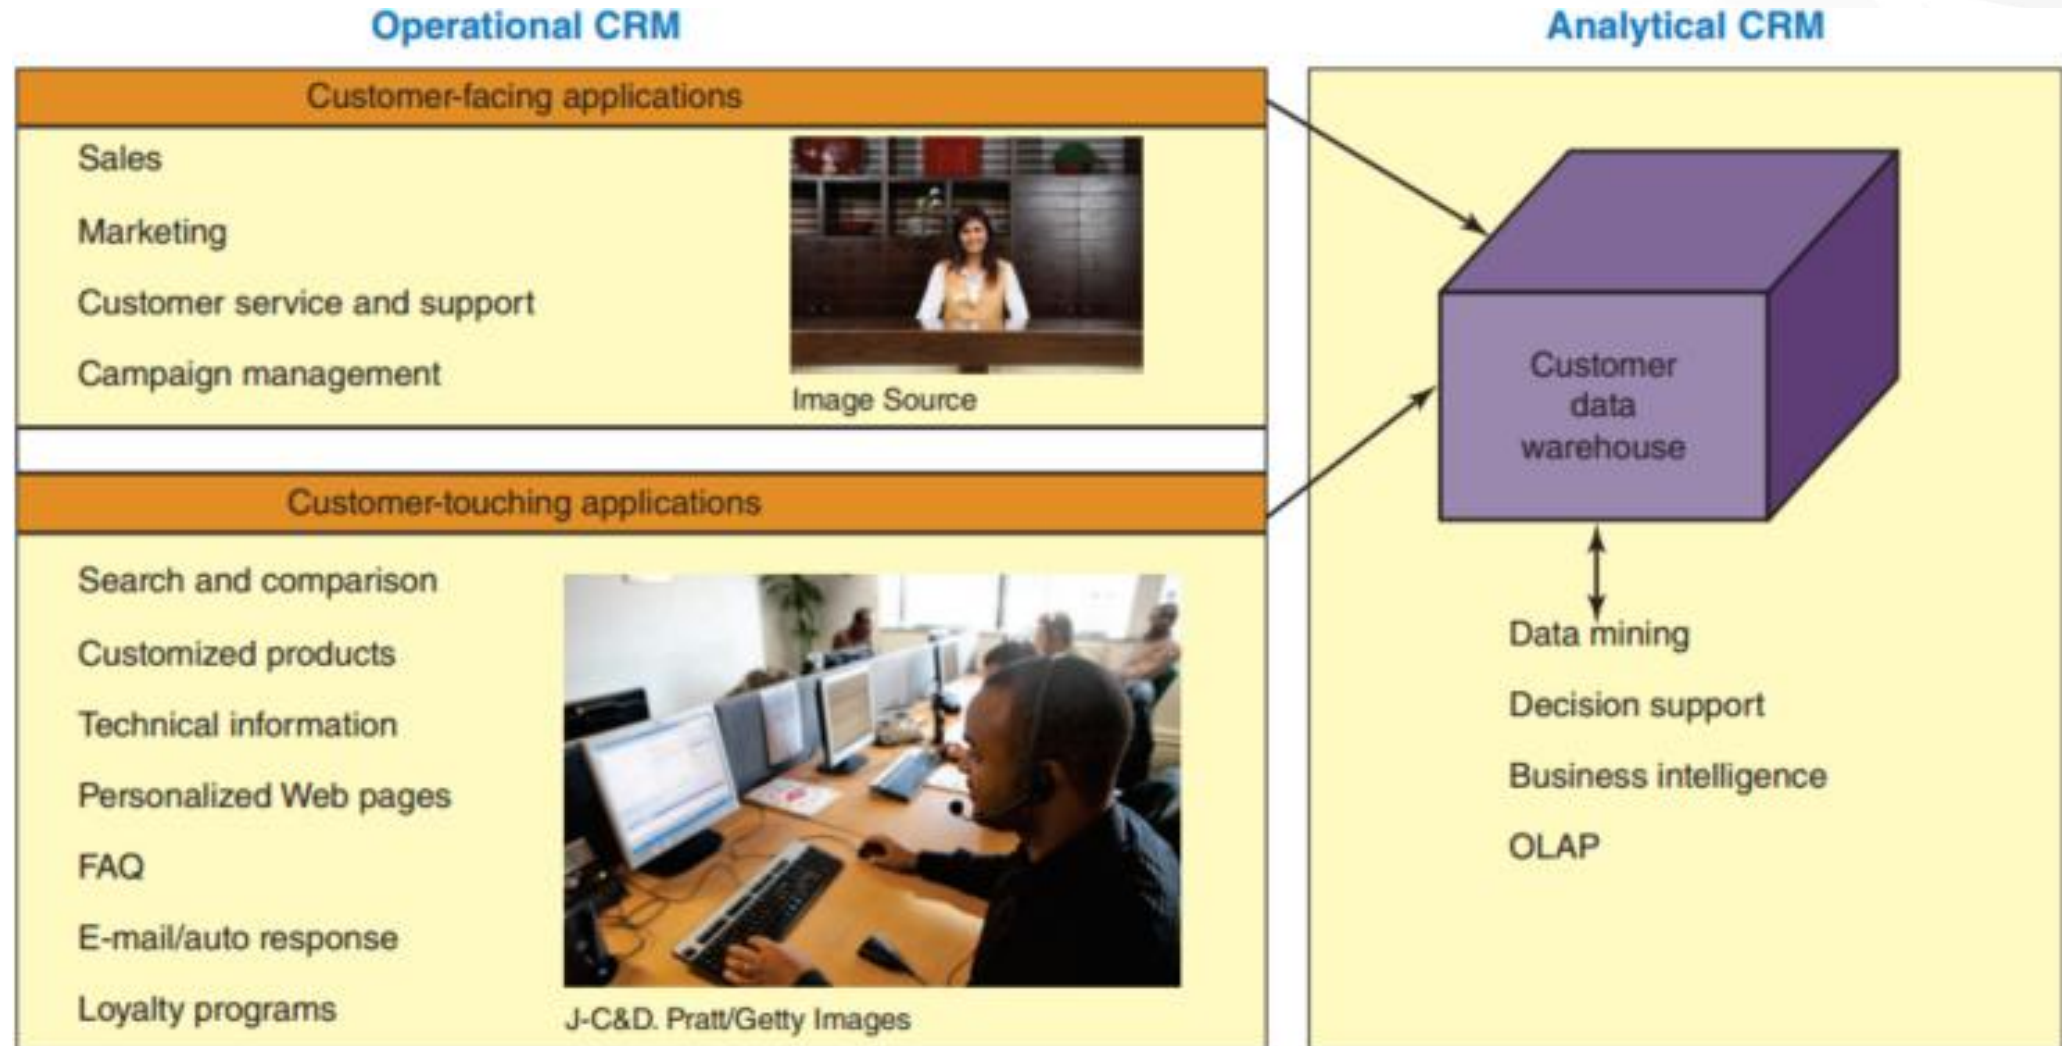 Operational CRM
Analytical CRM
Customer-facing applications
Sales
Marketing
Customer service and support
Campaign management
Image Source
Customer-touching applications
Search and comparison
Customized products
Technical information
Personalized Web pages
FAQ
E-mail/auto response
Loyalty programs
J-C&D. Pratt/Getty Images
Customer
data
warehouse
Data mining
Decision support
Business intelligence
OLAP